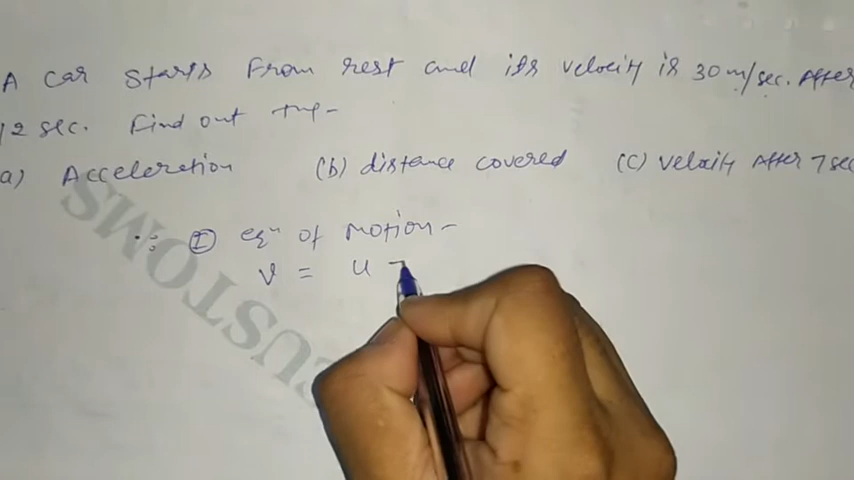 A car starts From rest and its velocity is 30 m/sec. After
12 sec. Find out the-
a) Acceleration (b) distance covered (c) velocity After 7 sec
∵ (I) eqⁿ of motion-
v = u -
CUSTOMS